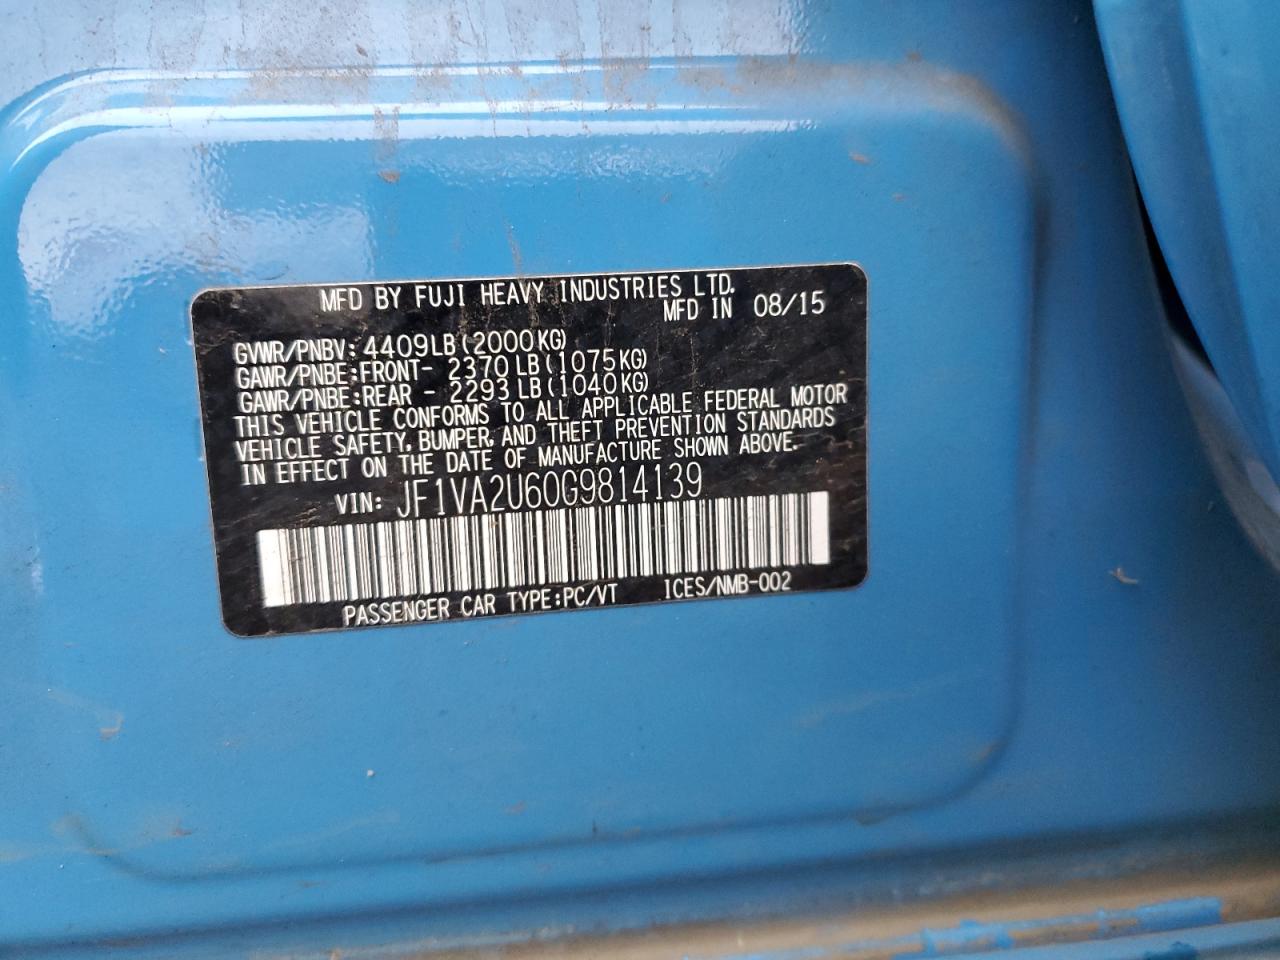 MFD BY FUJI HEAVY INDUSTRIES LTD.
MFD IN 08/15
GVWR/PNBV: 4409LB(2000KG)
GAWR/PNBE:FRONT- 2370LB(1075KG)
GAWR/PNBE:REAR - 2293LB(1040KG)
THIS VEHICLE CONFORMS TO ALL APPLICABLE FEDERAL MOTOR
VEHICLE SAFETY, BUMPER, AND THEFT PREVENTION STANDARDS
IN EFFECT ON THE DATE OF MANUFACTURE SHOWN ABOVE.
VIN: JF1VA2U60G9814139
PASSENGER CAR TYPE:PC/VT ICES/NMB-002